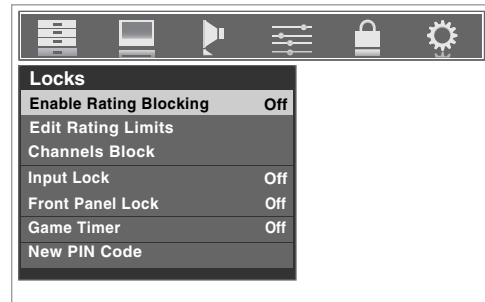 Locks
Enable Rating Blocking Off
Edit Rating Limits
Channels Block
Input Lock Off
Front Panel Lock Off
Game Timer Off
New PIN Code